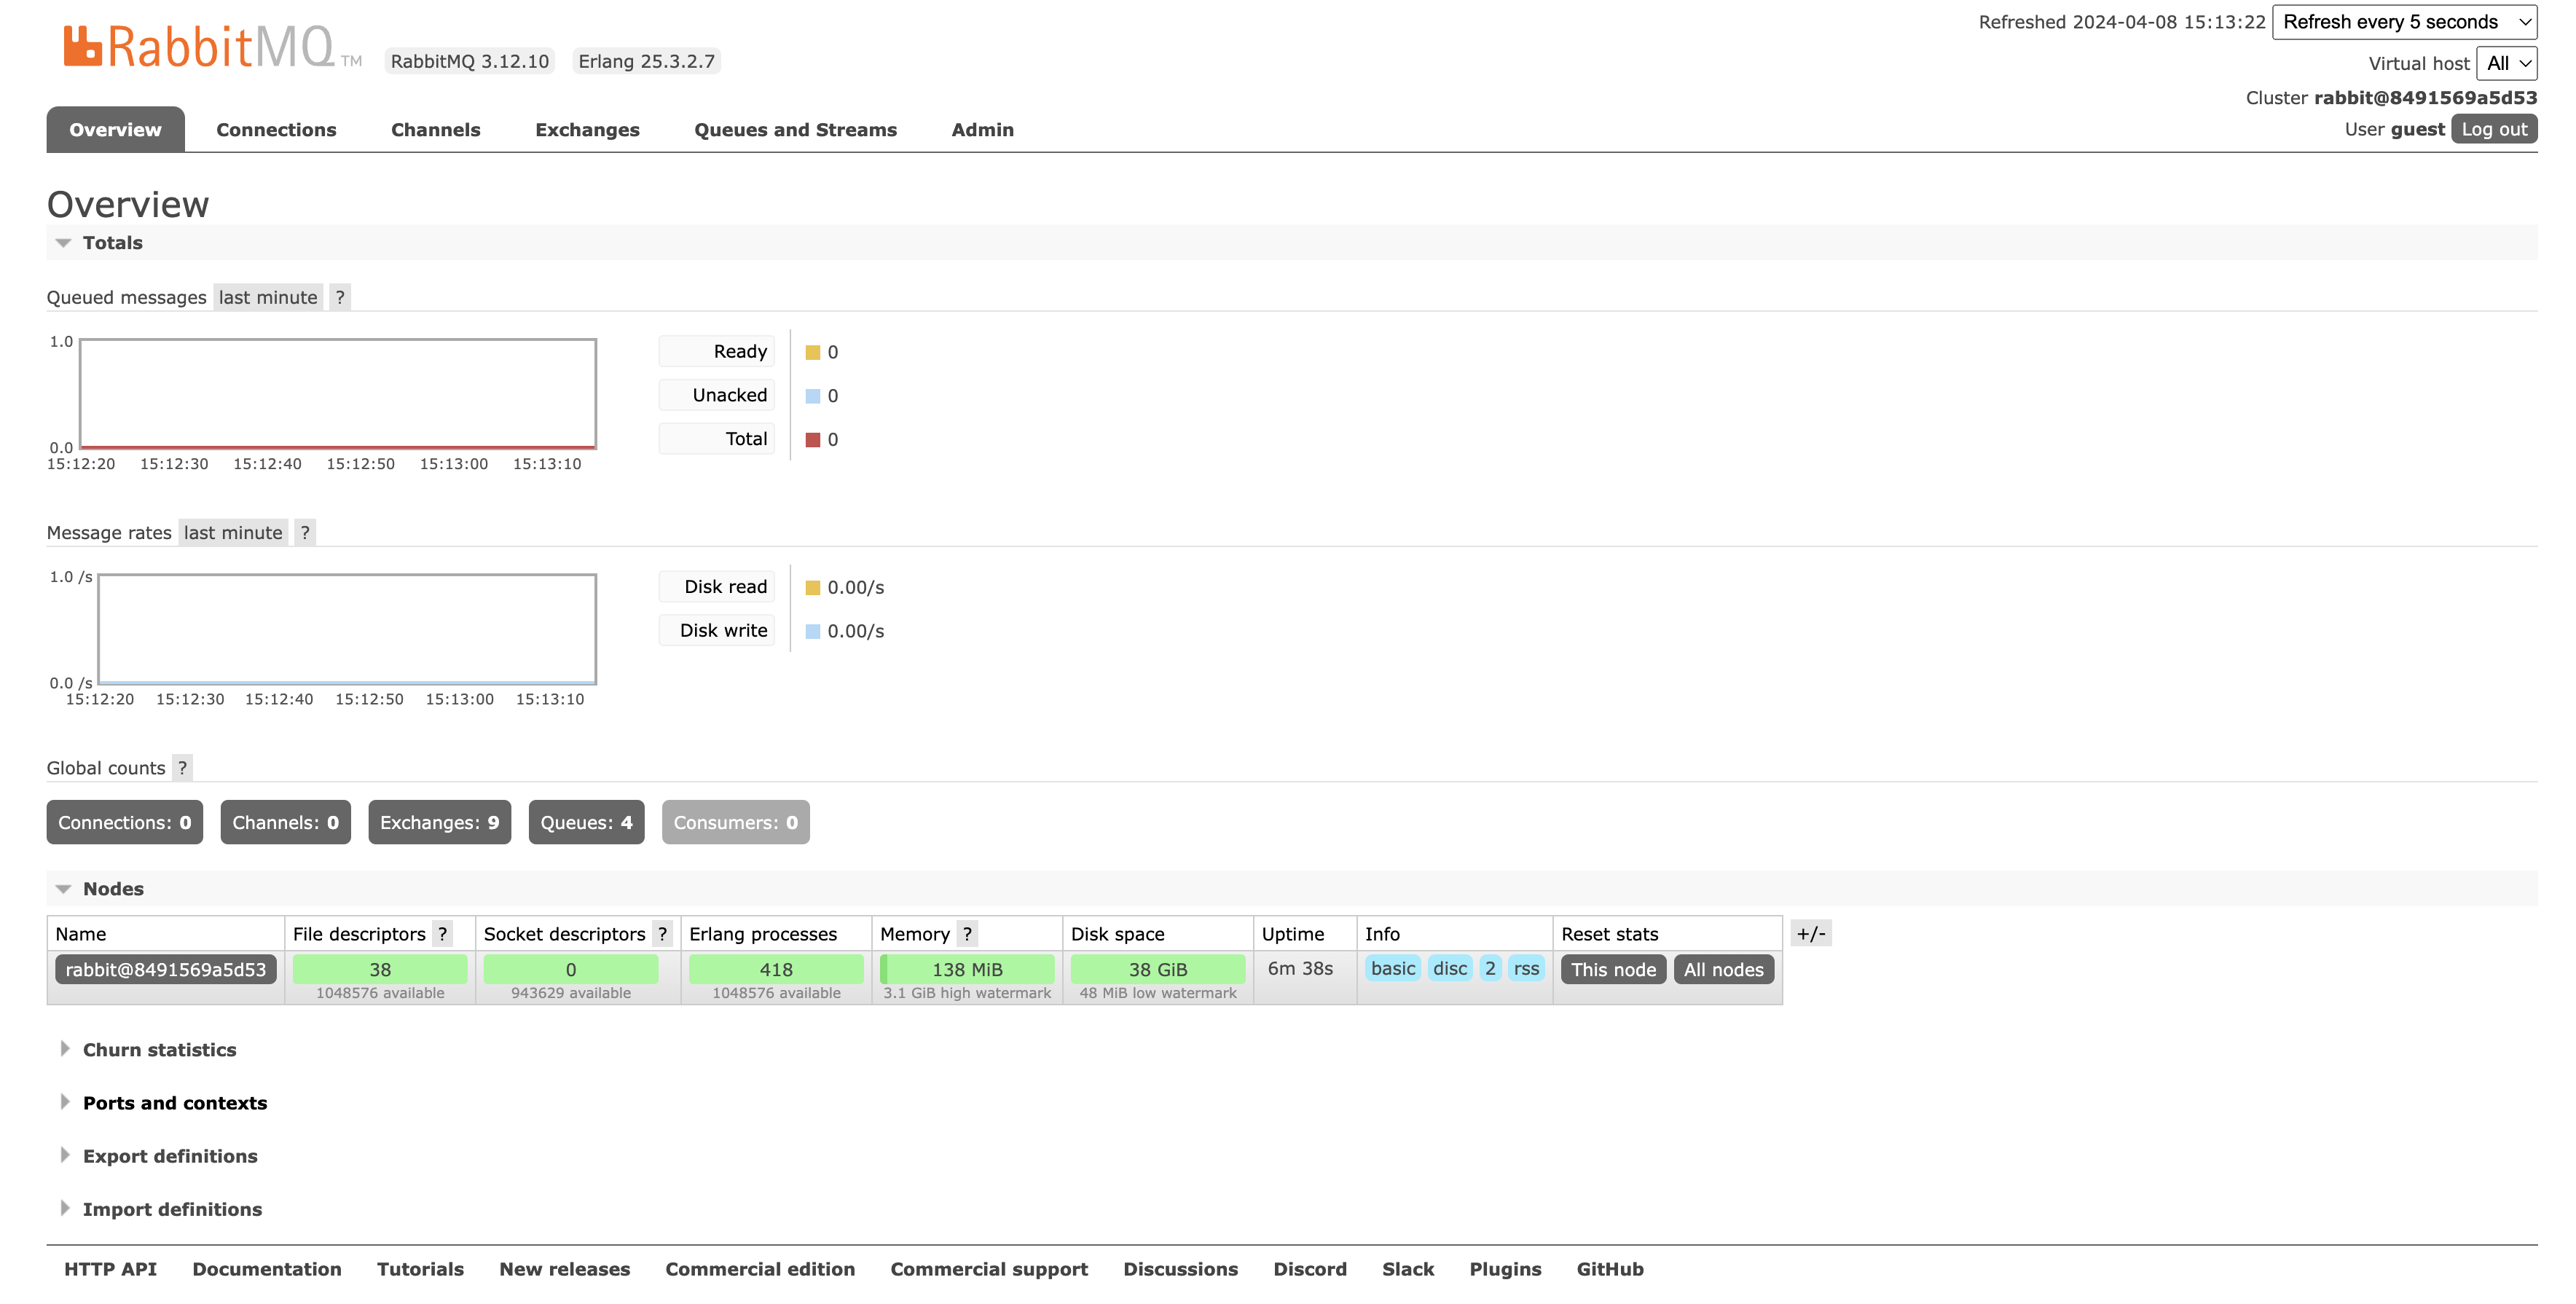 RabbitMQ TM RabbitMQ 3.12.10 Erlang 25.3.2.7
Refreshed 2024-04-08 15:13:22 Refresh every 5 seconds
Virtual host All
Cluster rabbit@8491569a5d53
User guest Log out
Overview Connections Channels Exchanges Queues and Streams Admin
Overview
Totals
Queued messages last minute ?
1.0
0.0
15:12:20 15:12:30 15:12:40 15:12:50 15:13:00 15:13:10
Ready 0
Unacked 0
Total 0
Message rates last minute ?
1.0 /s
0.0 /s
15:12:20 15:12:30 15:12:40 15:12:50 15:13:00 15:13:10
Disk read 0.00/s
Disk write 0.00/s
Global counts ?
Connections: 0 Channels: 0 Exchanges: 9 Queues: 4 Consumers: 0
Nodes
Name File descriptors ? Socket descriptors ? Erlang processes Memory ? Disk space Uptime Info Reset stats +/-
rabbit@8491569a5d53 38 0 418 138 MiB 38 GiB 6m 38s basic disc 2 rss This node All nodes
1048576 available 943629 available 1048576 available 3.1 GiB high watermark 48 MiB low watermark
Churn statistics
Ports and contexts
Export definitions
Import definitions
HTTP API Documentation Tutorials New releases Commercial edition Commercial support Discussions Discord Slack Plugins GitHub